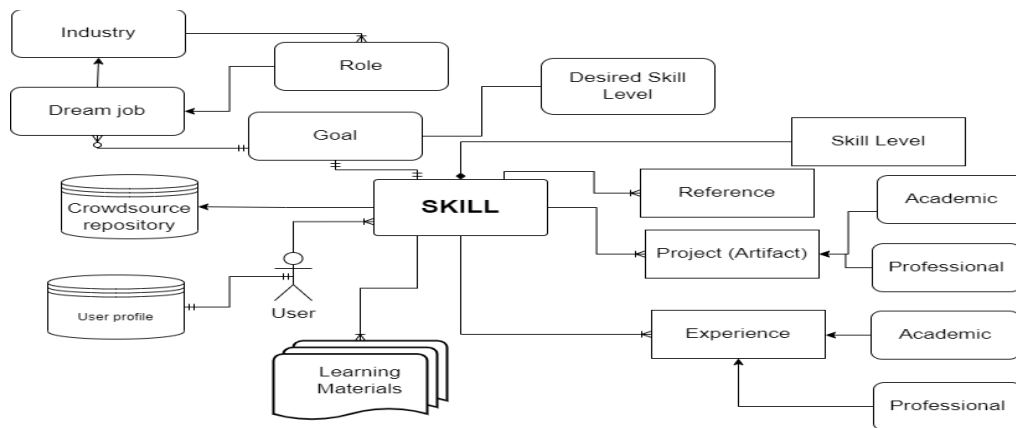 Industry
Role
Desired Skill
Level
Dream job
Goal
Skill Level
SKILL
Reference
Academic
Crowdsource
repository
Project (Artifact)
Professional
User profile
User
Experience
Academic
Learning
Materials
Professional